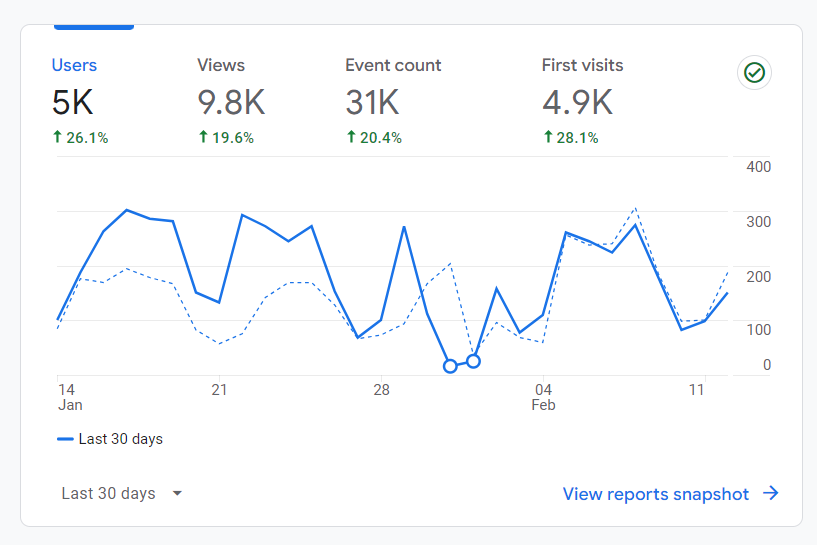 Users Views Event count First visits
5K 9.8K 31K 4.9K
26.1% 19.6% 20.4% 28.1%
400
300
200
100
0
14 21 28 04 11
Jan Feb
Last 30 days
Last 30 days View reports snapshot